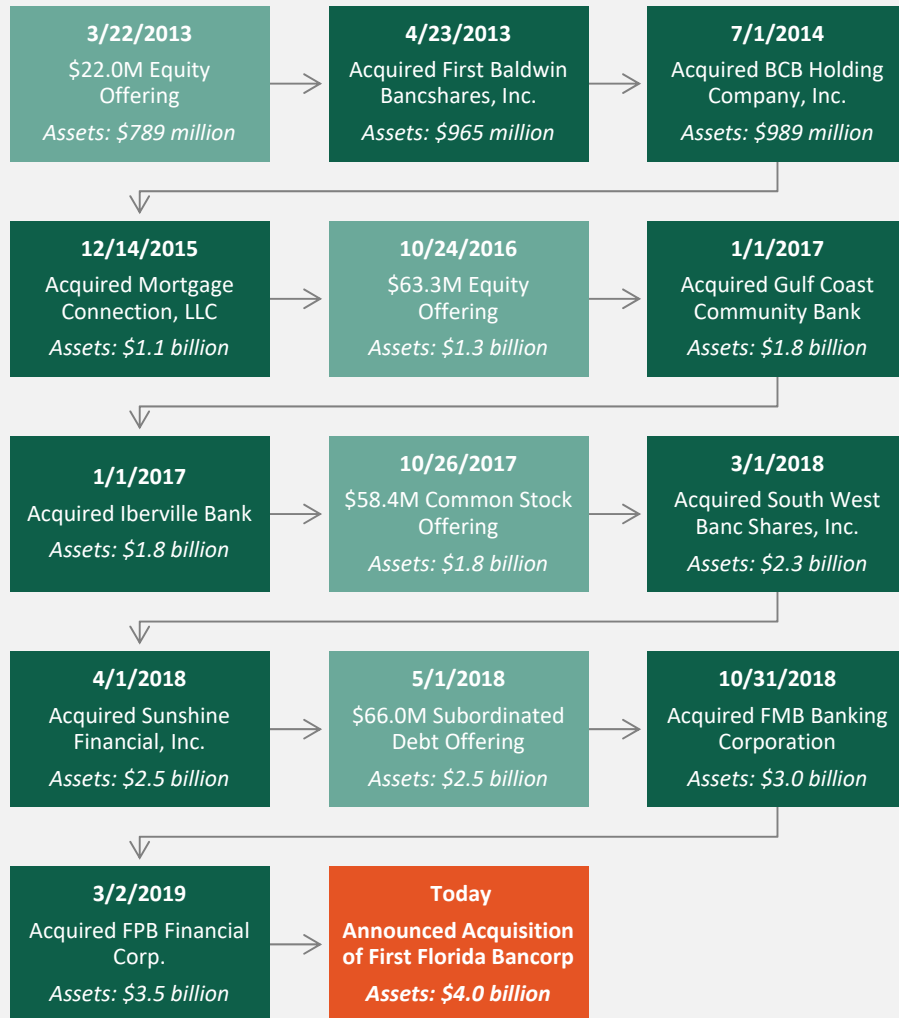 3/22/2013
$22.0M Equity
Offering
Assets: $789 million
4/23/2013
Acquired First Baldwin
Bancshares, Inc.
Assets: $965 million
7/1/2014
Acquired BCB Holding
Company, Inc.
Assets: $989 million
12/14/2015
Acquired Mortgage
Connection, LLC
Assets: $1.1 billion
10/24/2016
$63.3M Equity
Offering
Assets: $1.3 billion
1/1/2017
Acquired Gulf Coast
Community Bank
Assets: $1.8 billion
1/1/2017
Acquired Iberville Bank
Assets: $1.8 billion
10/26/2017
$58.4M Common Stock
Offering
Assets: $1.8 billion
3/1/2018
Acquired South West
Banc Shares, Inc.
Assets: $2.3 billion
4/1/2018
Acquired Sunshine
Financial, Inc.
Assets: $2.5 billion
5/1/2018
$66.0M Subordinated
Debt Offering
Assets: $2.5 billion
10/31/2018
Acquired FMB Banking
Corporation
Assets: $3.0 billion
3/2/2019
Acquired FPB Financial
Corp.
Assets: $3.5 billion
Today
Announced Acquisition
of First Florida Bancorp
Assets: $4.0 billion